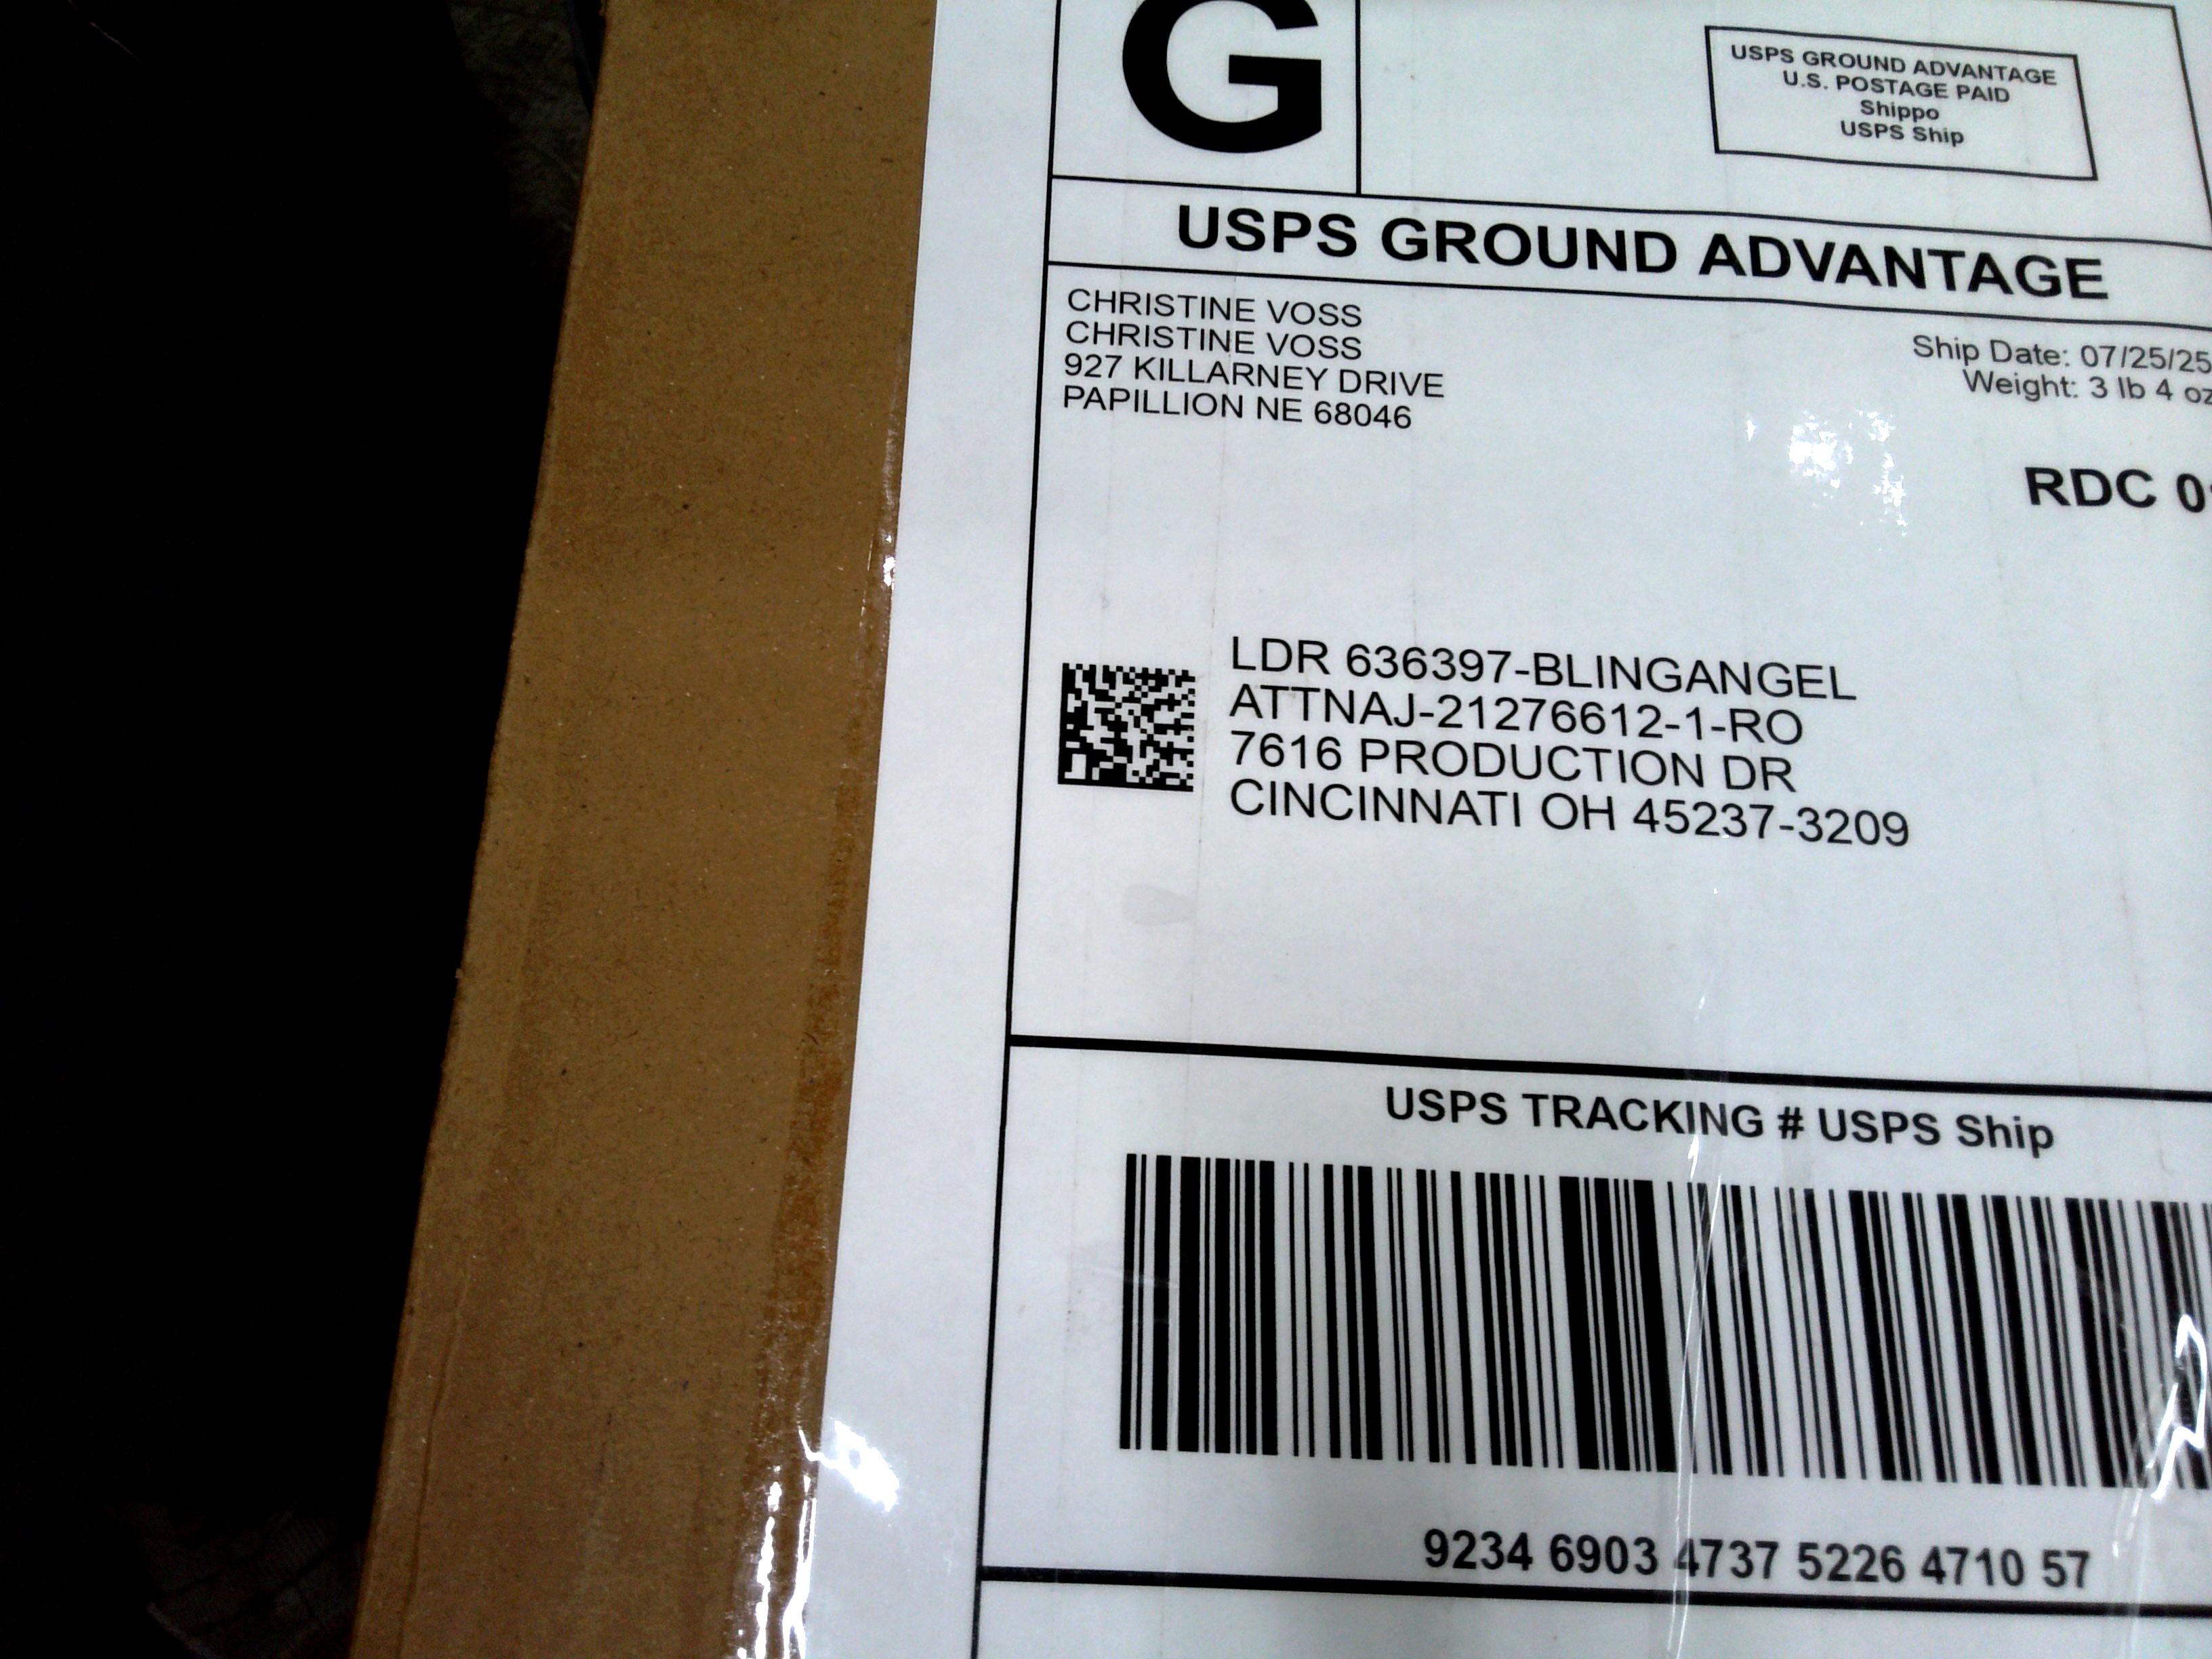 G
USPS GROUND ADVANTAGE
U.S. POSTAGE PAID
Shippo
USPS Ship
USPS GROUND ADVANTAGE
CHRISTINE VOSS
CHRISTINE VOSS
927 KILLARNEY DRIVE
PAPILLION NE 68046
Ship Date: 07/25/25
Weight: 3 lb 4 oz
RDC
LDR 636397-BLINGANGEL
ATTNAJ-21276612-1-RO
7616 PRODUCTION DR
CINCINNATI OH 45237-3209
USPS TRACKING # USPS Ship
9234 6903 4737 5226 4710 57